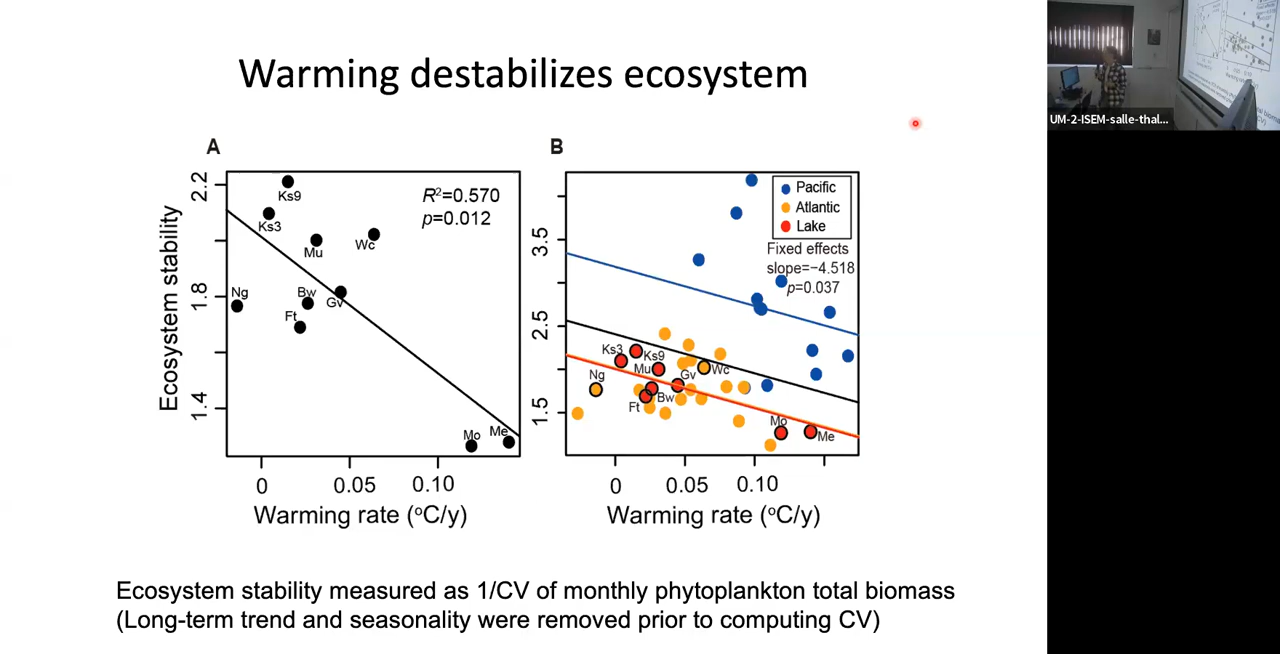 Warming destabilizes ecosystem
UM-2-ISEM-salle-thal...
A
Ecosystem stability
2.2
1.8
1.4
R²=0.570
p=0.012
Ks9
Ks3
Mu
Wc
Ng
Bw
Gv
Ft
Mo
Me
0
0.05
0.10
Warming rate (°C/y)
B
3.5
2.5
1.5
Pacific
Atlantic
Lake
Fixed effects
slope=−4.518
p=0.037
Ks3
Ks9
Mu
Gv
Wc
Ng
Bw
Ft
Mo
Me
0
0.05
0.10
Warming rate (°C/y)
Ecosystem stability measured as 1/CV of monthly phytoplankton total biomass
(Long-term trend and seasonality were removed prior to computing CV)